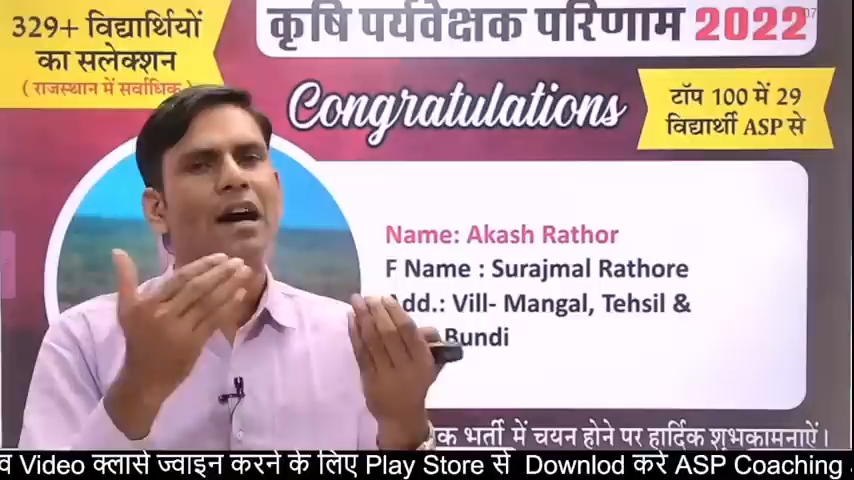 329+ विद्यार्थियों
का सलेक्शन
( राजस्थान में सर्वाधिक )
कृषि पर्यवेक्षक परिणाम 2022
07
Congratulations
टॉप 100 में 29
विद्यार्थी ASP से
Name: Akash Rathor
F Name : Surajmal Rathore
Add.: Vill- Mangal, Tehsil &
Bundi
क भर्ती में चयन होने पर हार्दिक शुभकामनाऐं।
व Video क्लासें ज्वाइन करने के लिए Play Store से Downlod करे ASP Coaching